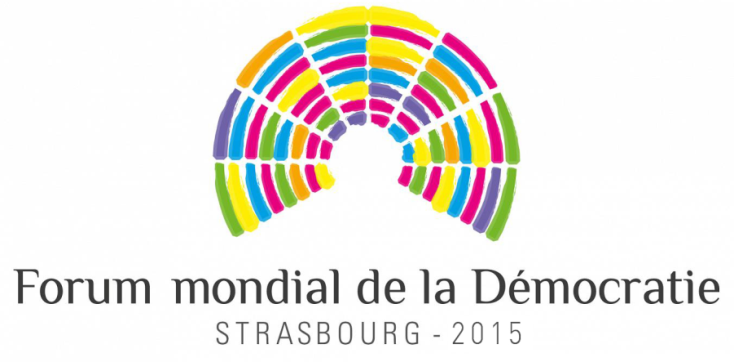 Forum mondial de la Démocratie
STRASBOURG - 2015